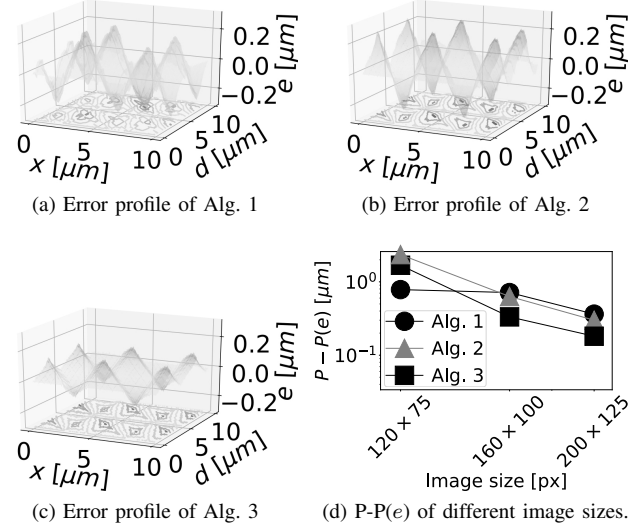 0.2
0.0
−0.2
e [μm]
0
5
10
x [μm]
0
5
10
d [μm]
(a) Error profile of Alg. 1
0.2
0.0
−0.2
e [μm]
0
5
10
x [μm]
0
5
10
d [μm]
(b) Error profile of Alg. 2
0.2
0.0
−0.2
e [μm]
0
5
10
x [μm]
0
5
10
d [μm]
(c) Error profile of Alg. 3
P−P(e) [μm]
10⁰
10⁻¹
Alg. 1
Alg. 2
Alg. 3
120 × 75
160 × 100
200 × 125
Image size [px]
(d) P-P(e) of different image sizes.